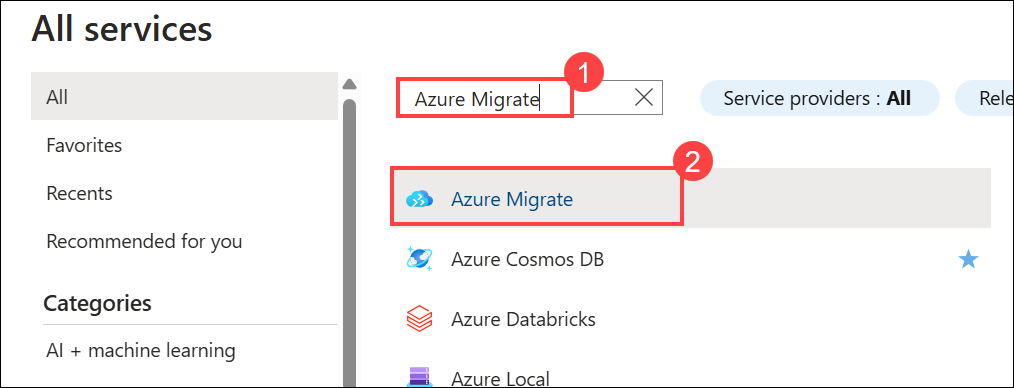 All services
All
Favorites
Recents
Recommended for you
Categories
AI + machine learning
1
Azure Migrate
Service providers : All
Rele
2
Azure Migrate
Azure Cosmos DB
Azure Databricks
Azure Local